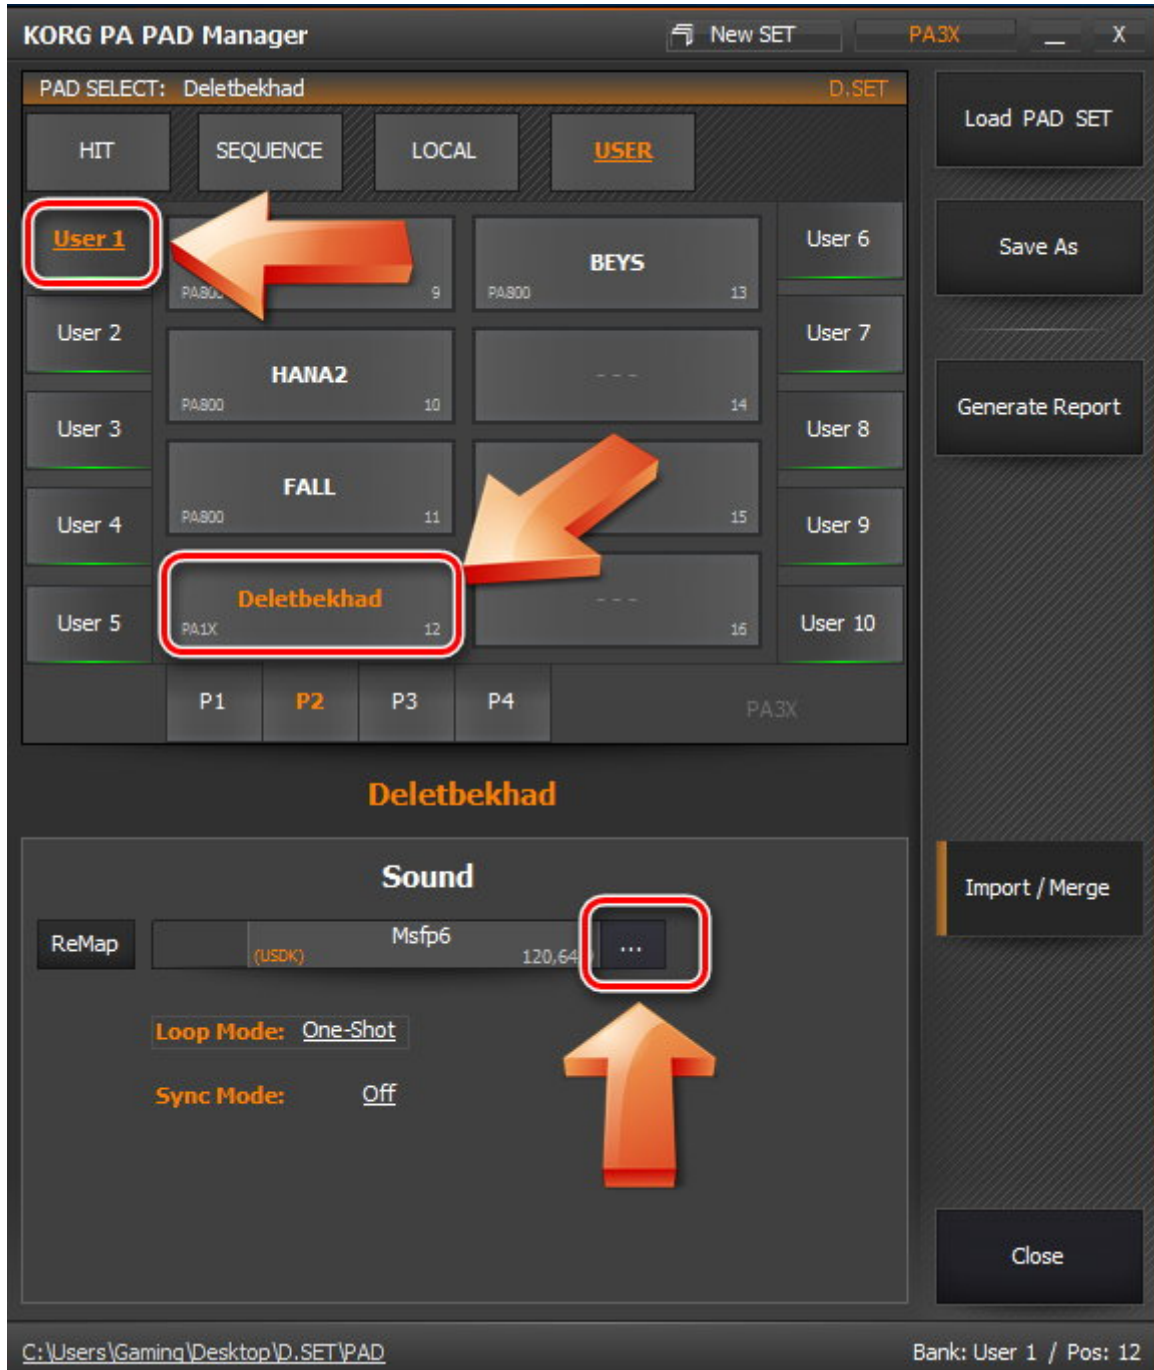 KORG PA PAD Manager New SET PA3X _ X
PAD SELECT: Deletbekhad D.SET
Load PAD SET
HIT SEQUENCE LOCAL USER
User 1
User 6
Save As
BEYS
9 PA800 13
User 2 User 7
HANA2 - - -
PA800 10 14
Generate Report
User 3 User 8
FALL
PA800 11 15
User 4 User 9
Deletbekhad - - -
PA1X 12 16
User 5 User 10
P1 P2 P3 P4 PA3X
Deletbekhad
Sound
Import / Merge
ReMap Msfp6 ...
(USDK)
Loop Mode: One-Shot
Sync Mode: Off
Close
C:\Users\Gaming\Desktop\D.SET\PAD Bank: User 1 / Pos: 12